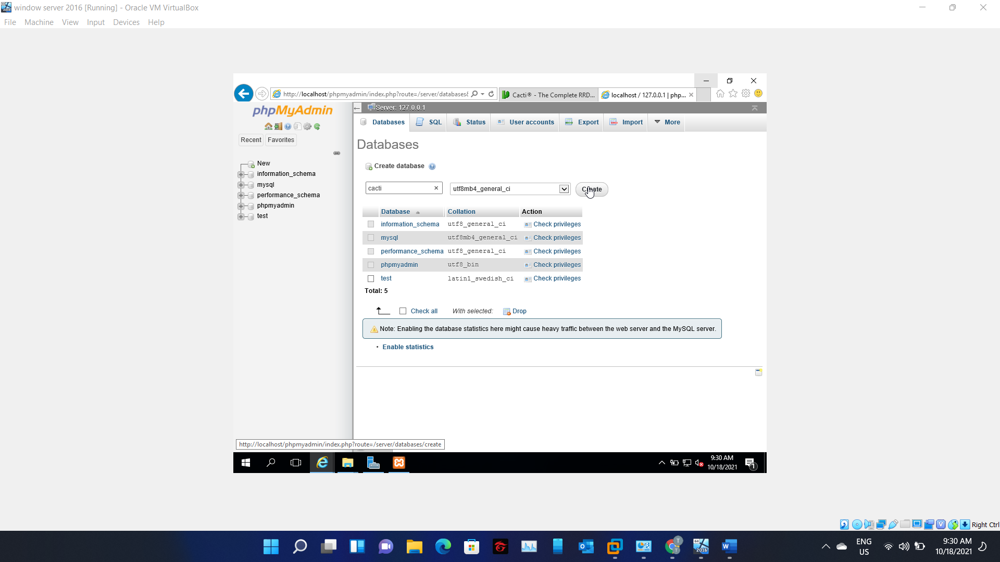 window server 2016 [Running] - Oracle VM VirtualBox
File Machine View Input Devices Help
http://localhost/phpmyadmin/index.php?route=/server/databases&
Cacti® - The Complete RRD...
localhost / 127.0.0.1 | php...
phpMyAdmin
Recent Favorites
New
information_schema
mysql
performance_schema
phpmyadmin
test
Server: 127.0.0.1
Databases SQL Status User accounts Export Import More
Databases
Create database
cacti utf8mb4_general_ci Create
Database Collation Action
information_schema utf8_general_ci Check privileges
mysql utf8mb4_general_ci Check privileges
performance_schema utf8_general_ci Check privileges
phpmyadmin utf8_bin Check privileges
test latin1_swedish_ci Check privileges
Total: 5
Check all With selected: Drop
Note: Enabling the database statistics here might cause heavy traffic between the web server and the MySQL server.
Enable statistics
http://localhost/phpmyadmin/index.php?route=/server/databases/create
9:30 AM
10/18/2021
1
Right Ctrl
64
2016
ENG
US
9:30 AM
10/18/2021